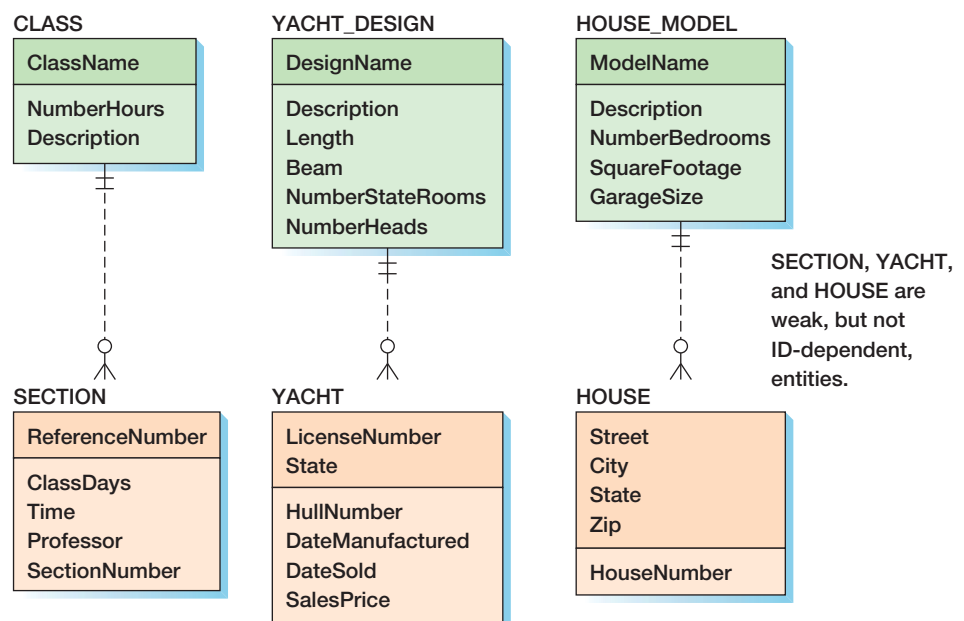 CLASS
ClassName
NumberHours
Description
YACHT_DESIGN
DesignName
Description
Length
Beam
NumberStateRooms
NumberHeads
HOUSE_MODEL
ModelName
Description
NumberBedrooms
SquareFootage
GarageSize
SECTION, YACHT,
and HOUSE are
weak, but not
ID-dependent,
entities.
SECTION
ReferenceNumber
ClassDays
Time
Professor
SectionNumber
YACHT
LicenseNumber
State
HullNumber
DateManufactured
DateSold
SalesPrice
HOUSE
Street
City
State
Zip
HouseNumber